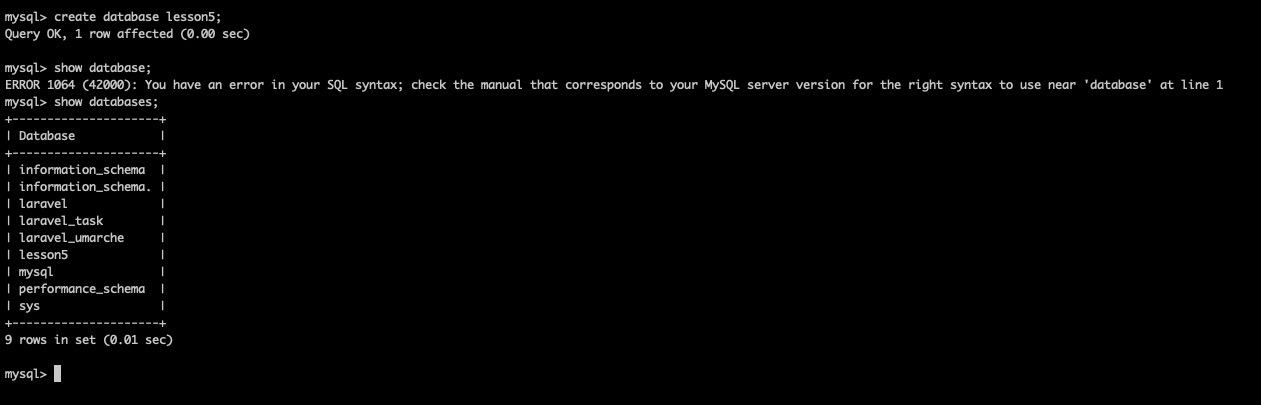 mysql> create database lesson5;
Query OK, 1 row affected (0.00 sec)
mysql> show database;
ERROR 1064 (42000): You have an error in your SQL syntax; check the manual that corresponds to your MySQL server version for the right syntax to use near 'database' at line 1
mysql> show databases;
+---------------------+
| Database            |
+---------------------+
| information_schema  |
| information_schema. |
| laravel             |
| laravel_task        |
| laravel_umarche     |
| lesson5             |
| mysql               |
| performance_schema  |
| sys                 |
+---------------------+
9 rows in set (0.01 sec)
mysql>